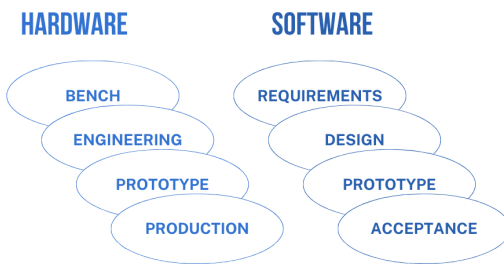 HARDWARE
BENCH
ENGINEERING
PROTOTYPE
PRODUCTION
SOFTWARE
REQUIREMENTS
DESIGN
PROTOTYPE
ACCEPTANCE